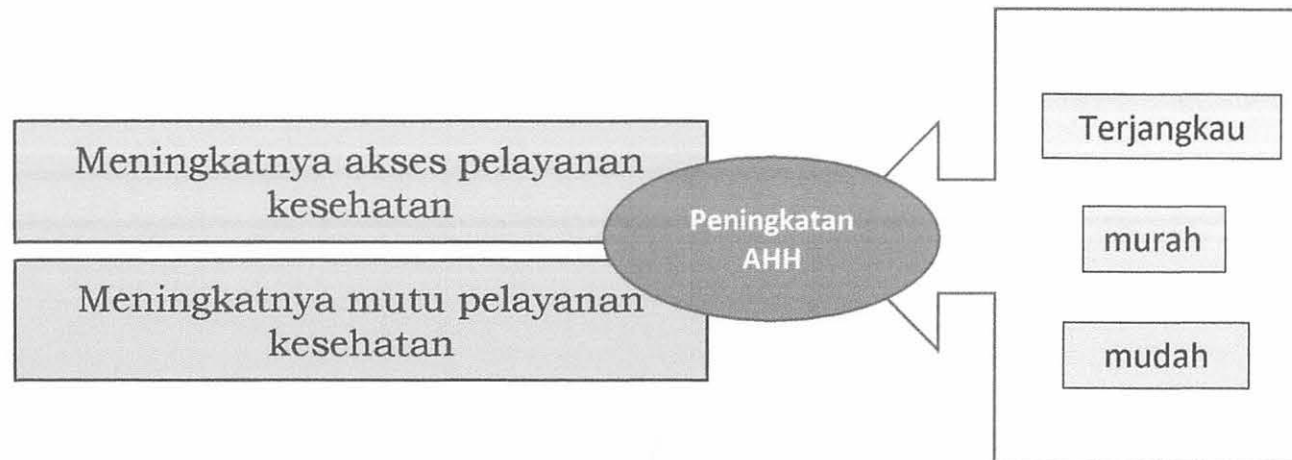 Meningkatnya akses pelayanan
kesehatan
Meningkatnya mutu pelayanan
kesehatan
Peningkatan
AHH
Terjangkau
murah
mudah